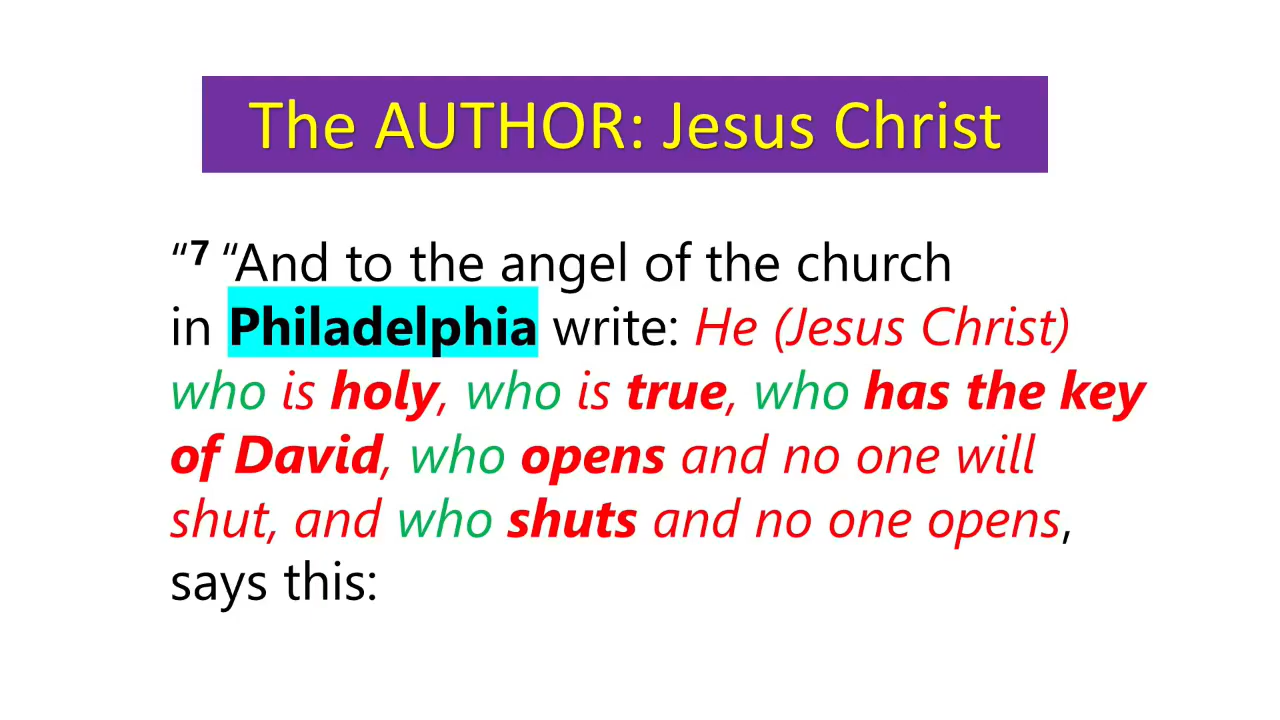 The AUTHOR: Jesus Christ
“7 “And to the angel of the church
in Philadelphia write: He (Jesus Christ)
who is holy, who is true, who has the key
of David, who opens and no one will
shut, and who shuts and no one opens,
says this: